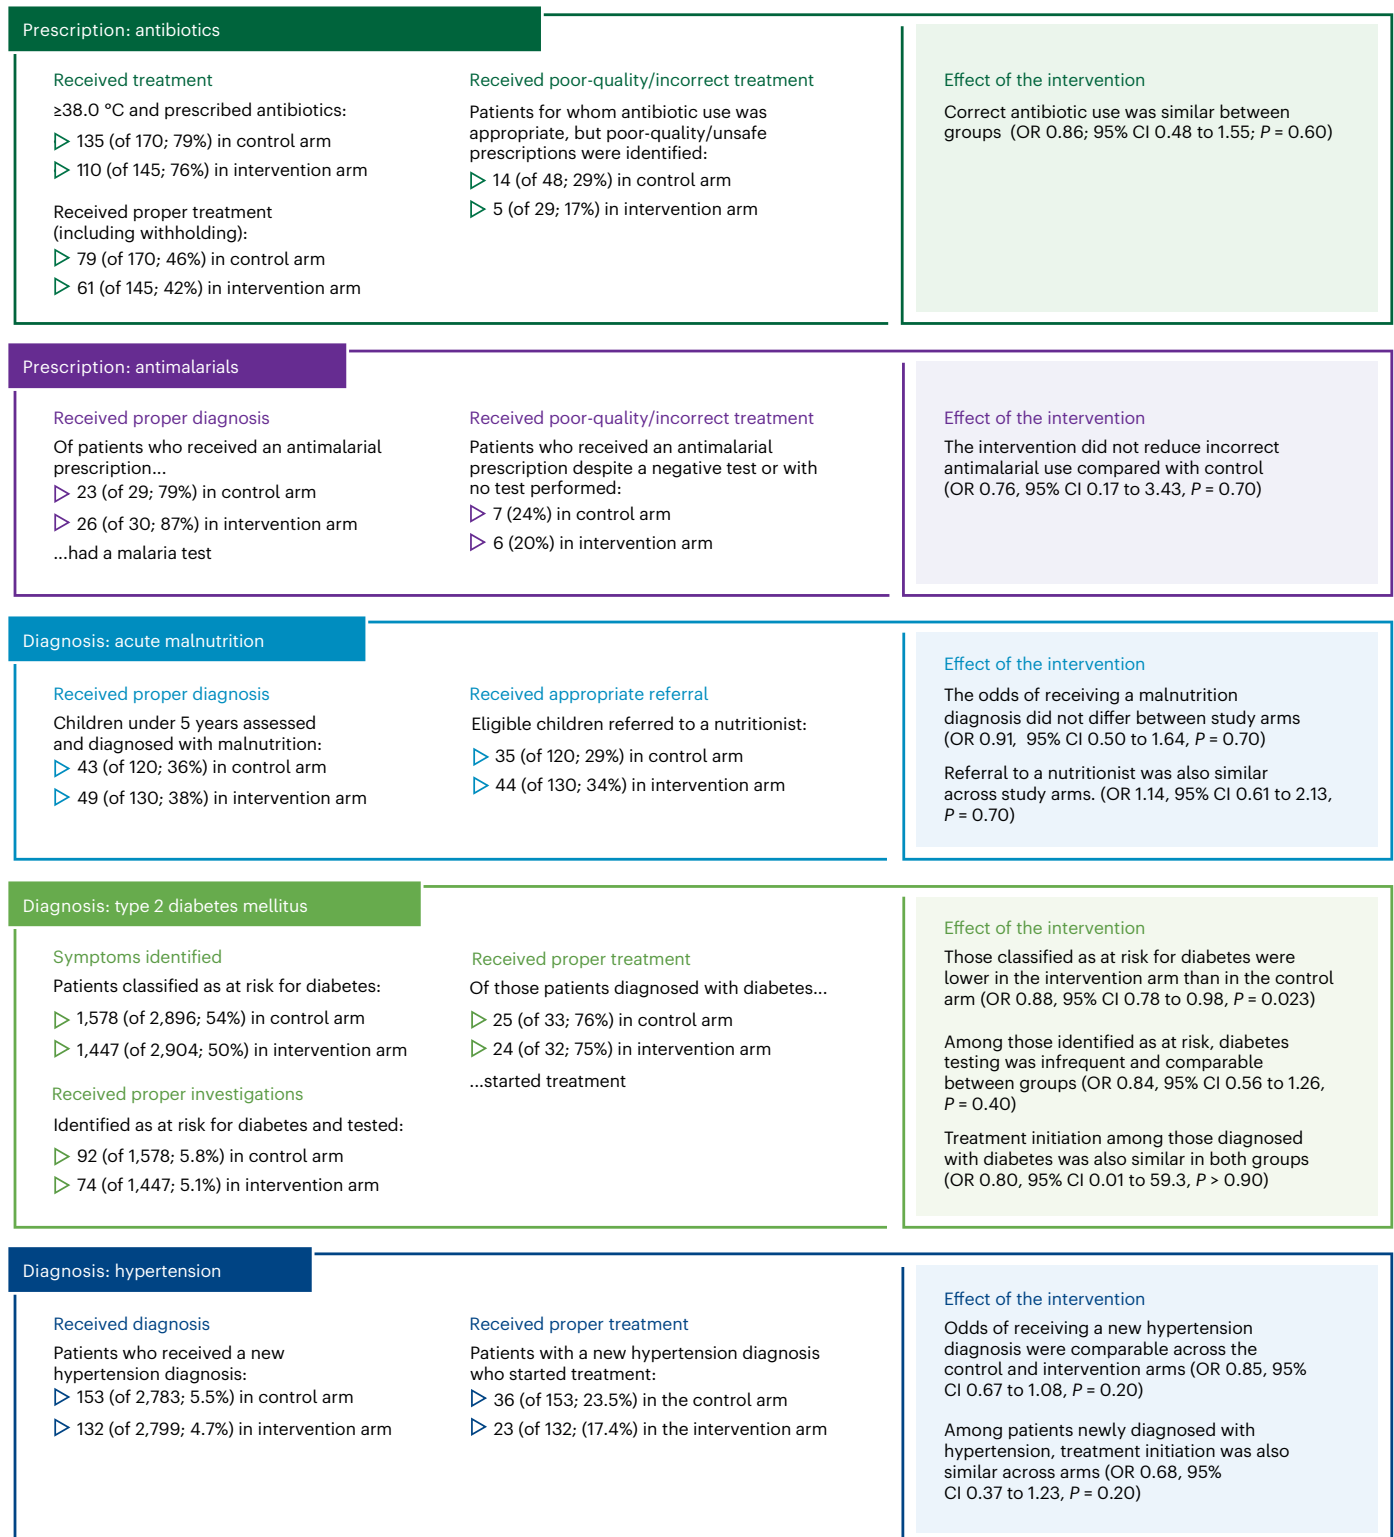 Prescription: antibiotics
Received treatment
≥38.0 °C and prescribed antibiotics:
135 (of 170; 79%) in control arm
110 (of 145; 76%) in intervention arm
Received proper treatment
(including withholding):
79 (of 170; 46%) in control arm
61 (of 145; 42%) in intervention arm
Received poor-quality/incorrect treatment
Patients for whom antibiotic use was
appropriate, but poor-quality/unsafe
prescriptions were identified:
14 (of 48; 29%) in control arm
5 (of 29; 17%) in intervention arm
Effect of the intervention
Correct antibiotic use was similar between
groups (OR 0.86; 95% CI 0.48 to 1.55; P = 0.60)
Prescription: antimalarials
Received proper diagnosis
Of patients who received an antimalarial
prescription...
23 (of 29; 79%) in control arm
26 (of 30; 87%) in intervention arm
...had a malaria test
Received poor-quality/incorrect treatment
Patients who received an antimalarial
prescription despite a negative test or with
no test performed:
7 (24%) in control arm
6 (20%) in intervention arm
Effect of the intervention
The intervention did not reduce incorrect
antimalarial use compared with control
(OR 0.76, 95% CI 0.17 to 3.43, P = 0.70)
Diagnosis: acute malnutrition
Received proper diagnosis
Children under 5 years assessed
and diagnosed with malnutrition:
43 (of 120; 36%) in control arm
49 (of 130; 38%) in intervention arm
Received appropriate referral
Eligible children referred to a nutritionist:
35 (of 120; 29%) in control arm
44 (of 130; 34%) in intervention arm
Effect of the intervention
The odds of receiving a malnutrition
diagnosis did not differ between study arms
(OR 0.91, 95% CI 0.50 to 1.64, P = 0.70)
Referral to a nutritionist was also similar
across study arms. (OR 1.14, 95% CI 0.61 to 2.13,
P = 0.70)
Diagnosis: type 2 diabetes mellitus
Symptoms identified
Patients classified as at risk for diabetes:
1,578 (of 2,896; 54%) in control arm
1,447 (of 2,904; 50%) in intervention arm
Received proper investigations
Identified as at risk for diabetes and tested:
92 (of 1,578; 5.8%) in control arm
74 (of 1,447; 5.1%) in intervention arm
Received proper treatment
Of those patients diagnosed with diabetes...
25 (of 33; 76%) in control arm
24 (of 32; 75%) in intervention arm
...started treatment
Effect of the intervention
Those classified as at risk for diabetes were
lower in the intervention arm than in the control
arm (OR 0.88, 95% CI 0.78 to 0.98, P = 0.023)
Among those identified as at risk, diabetes
testing was infrequent and comparable
between groups (OR 0.84, 95% CI 0.56 to 1.26,
P = 0.40)
Treatment initiation among those diagnosed
with diabetes was also similar in both groups
(OR 0.80, 95% CI 0.01 to 59.3, P > 0.90)
Diagnosis: hypertension
Received diagnosis
Patients who received a new
hypertension diagnosis:
153 (of 2,783; 5.5%) in control arm
132 (of 2,799; 4.7%) in intervention arm
Received proper treatment
Patients with a new hypertension diagnosis
who started treatment:
36 (of 153; 23.5%) in the control arm
23 (of 132; (17.4%) in the intervention arm
Effect of the intervention
Odds of receiving a new hypertension
diagnosis were comparable across the
control and intervention arms (OR 0.85, 95%
CI 0.67 to 1.08, P = 0.20)
Among patients newly diagnosed with
hypertension, treatment initiation was also
similar across arms (OR 0.68, 95%
CI 0.37 to 1.23, P = 0.20)